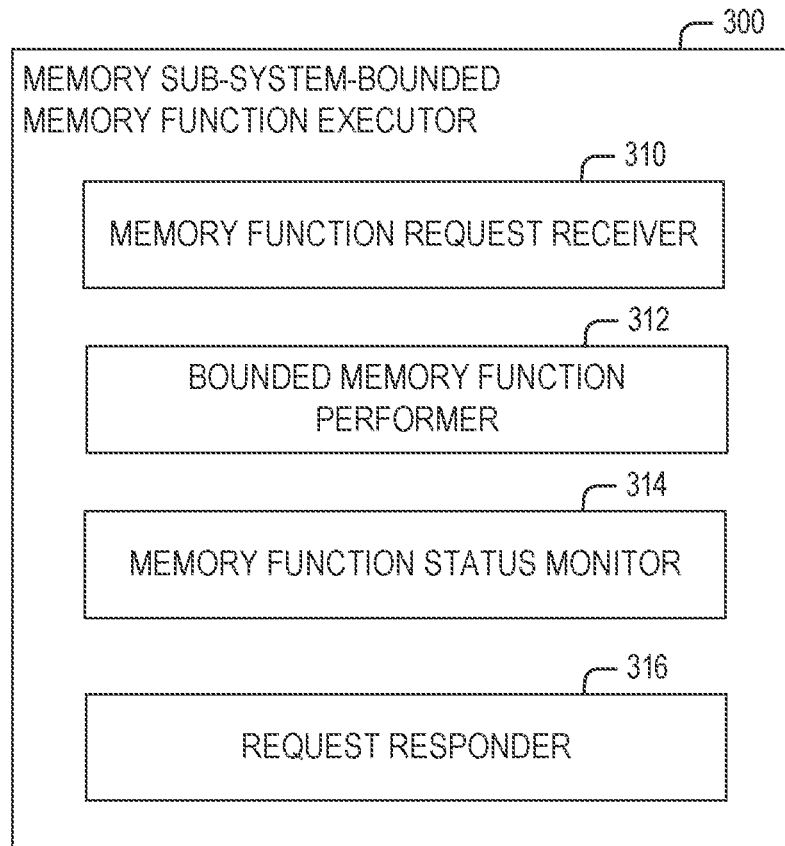 300
MEMORY SUB-SYSTEM-BOUNDED
MEMORY FUNCTION EXECUTOR
310
MEMORY FUNCTION REQUEST RECEIVER
312
BOUNDED MEMORY FUNCTION
PERFORMER
314
MEMORY FUNCTION STATUS MONITOR
316
REQUEST RESPONDER